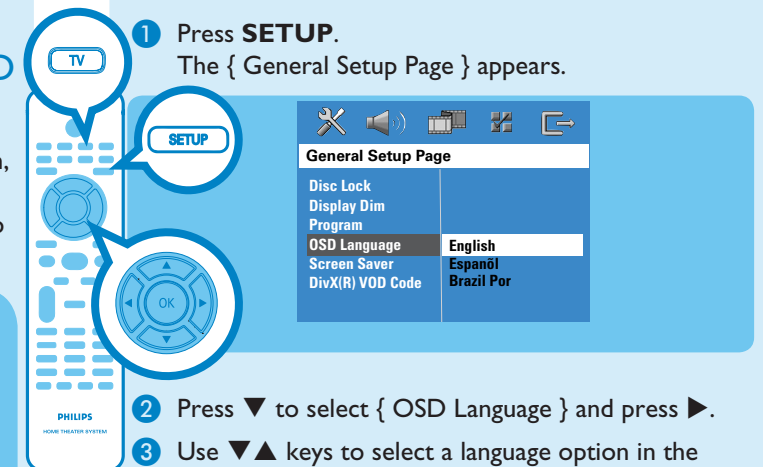 TV
SETUP
OK
PHILIPS
HOME THEATER SYSTEM
1 Press SETUP.
The { General Setup Page } appears.
General Setup Page
Disc Lock
Display Dim
Program
OSD Language English
Screen Saver Espanõl
DivX(R) VOD Code Brazil Por
2 Press ▼ to select { OSD Language } and press ►.
3 Use ▼▲ keys to select a language option in the